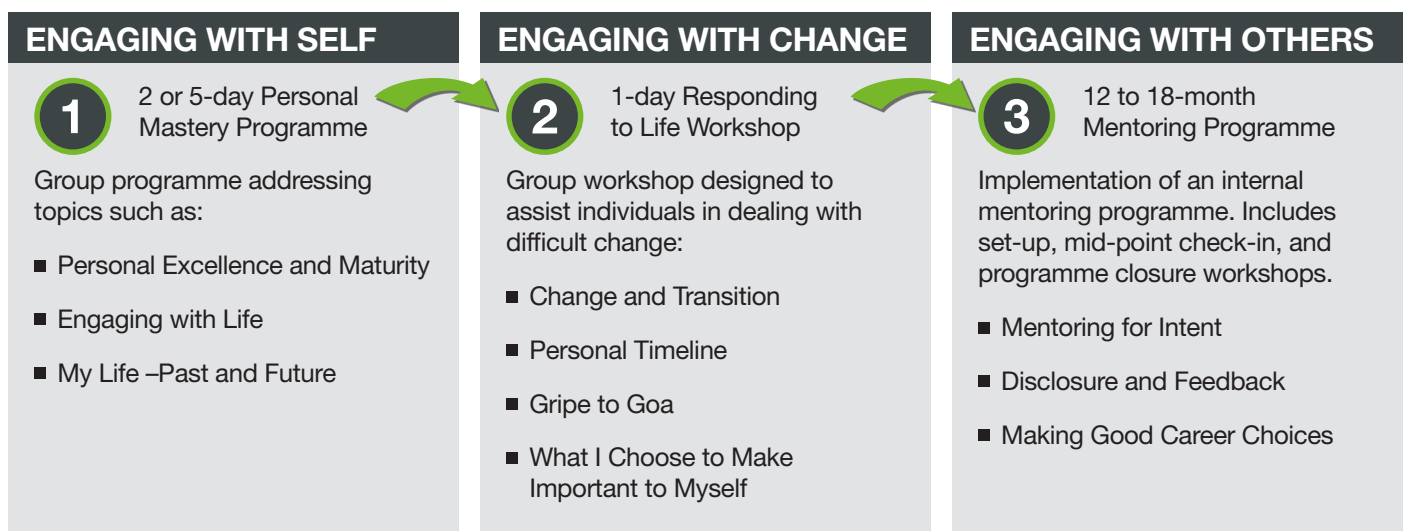 ENGAGING WITH SELF
1
2 or 5-day Personal
Mastery Programme
Group programme addressing
topics such as:
■ Personal Excellence and Maturity
■ Engaging with Life
■ My Life –Past and Future
ENGAGING WITH CHANGE
2
1-day Responding
to Life Workshop
Group workshop designed to
assist individuals in dealing with
difficult change:
■ Change and Transition
■ Personal Timeline
■ Gripe to Goa
■ What I Choose to Make
Important to Myself
ENGAGING WITH OTHERS
3
12 to 18-month
Mentoring Programme
Implementation of an internal
mentoring programme. Includes
set-up, mid-point check-in, and
programme closure workshops.
■ Mentoring for Intent
■ Disclosure and Feedback
■ Making Good Career Choices